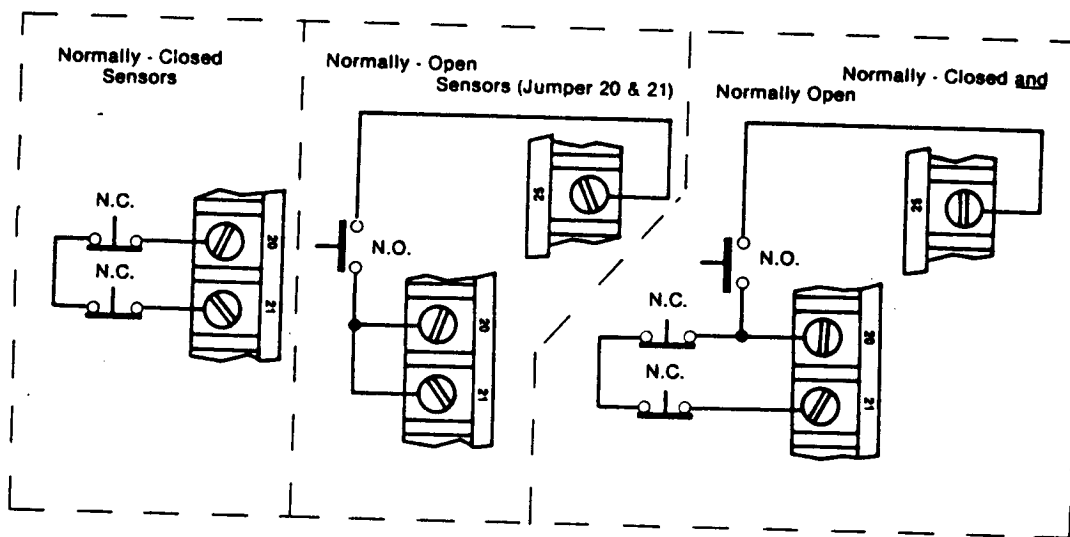 Normally - Closed
Sensors
N.C.
N.C.
20
21
Normally - Open
Sensors (Jumper 20 & 21)
25
N.O.
20
21
Normally - Closed and
Normally Open
25
N.O.
N.C.
N.C.
20
21